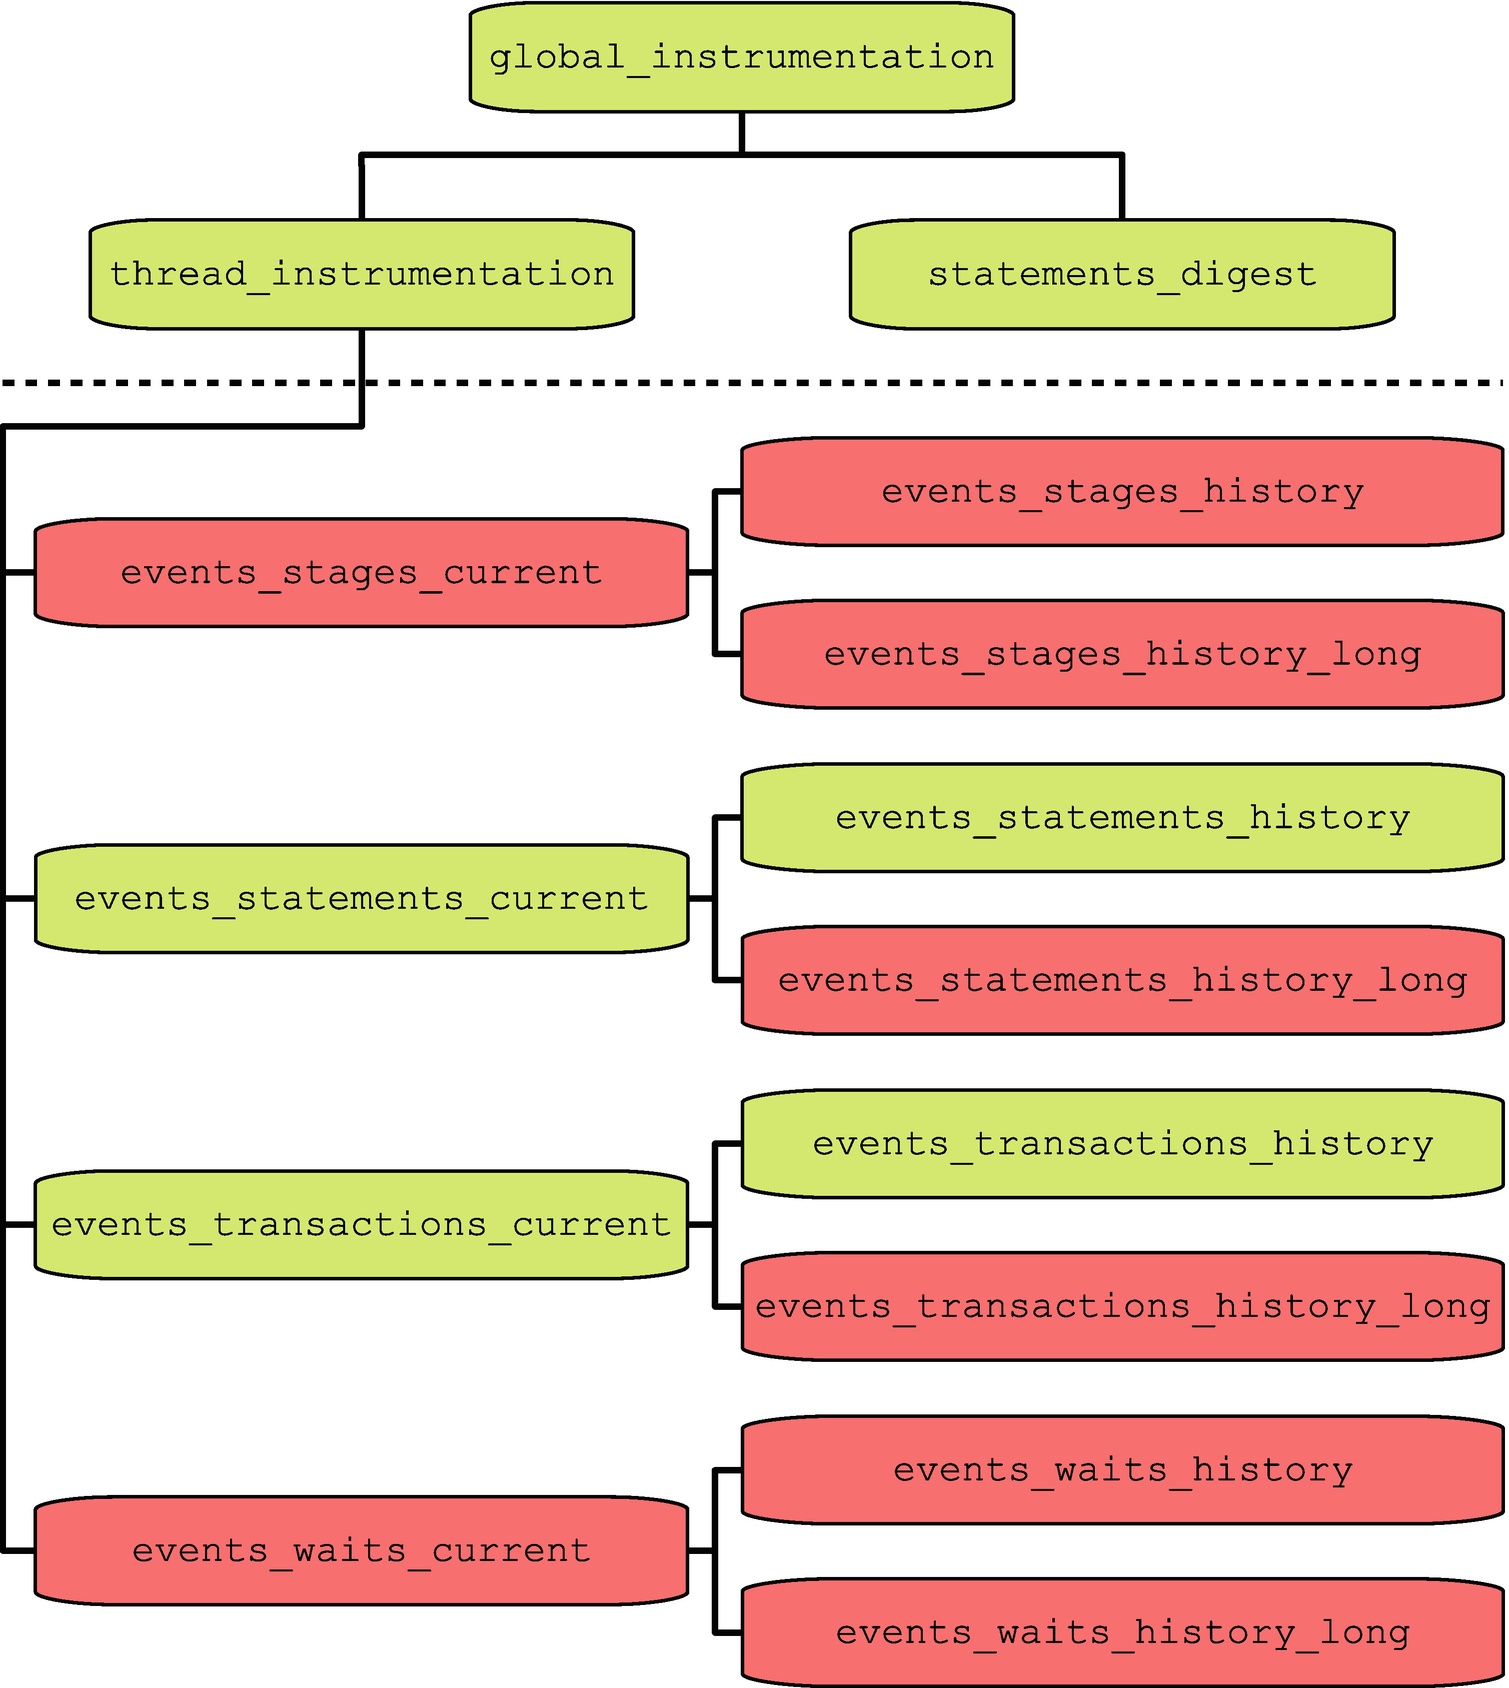 global_instrumentation
thread_instrumentation
statements_digest
events_stages_history
events_stages_current
events_stages_history_long
events_statements_history
events_statements_current
events_statements_history_long
events_transactions_history
events_transactions_current
events_transactions_history_long
events_waits_history
events_waits_current
events_waits_history_long